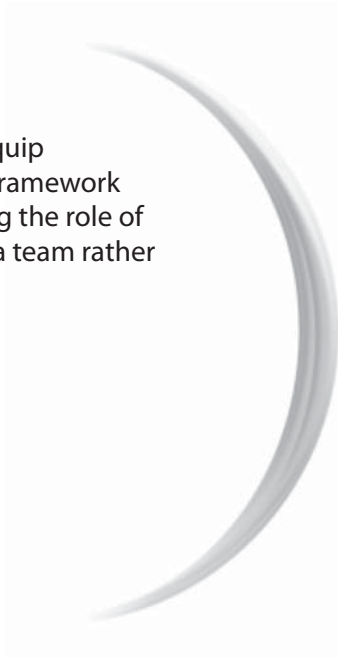 quip
ramework
g the role of
a team rather